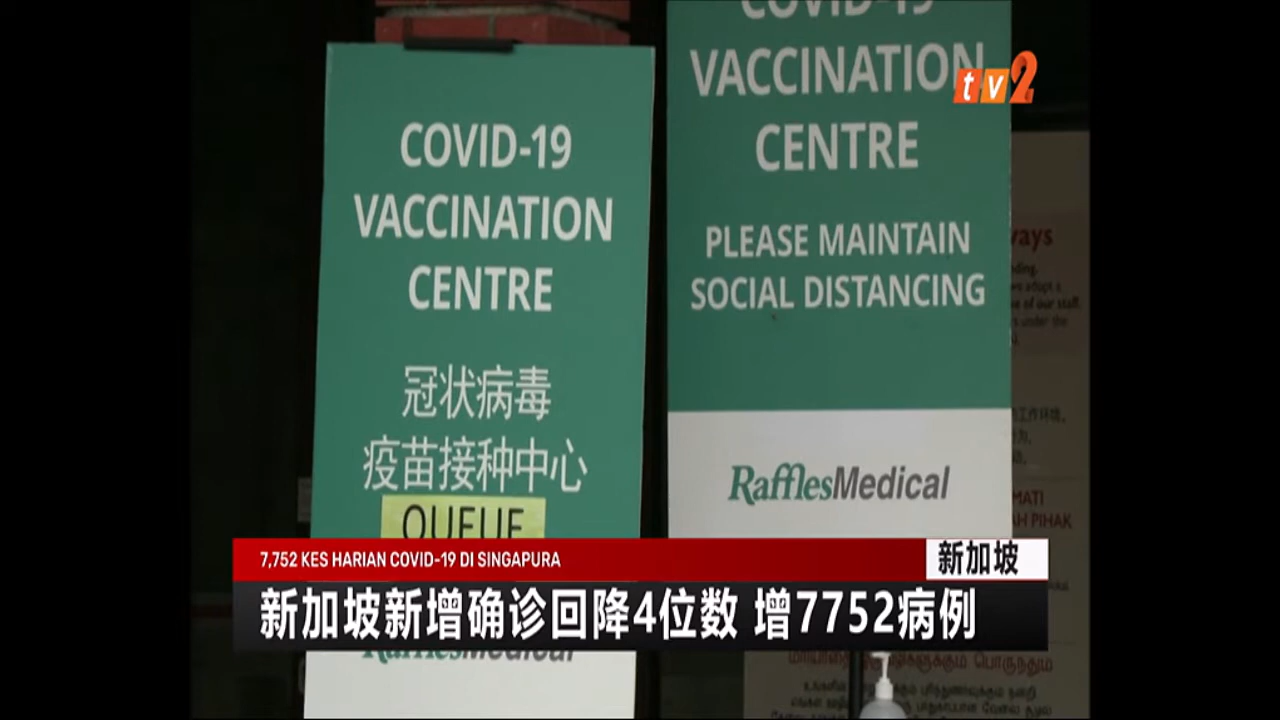 COVID-19
VACCINATION
CENTRE
冠状病毒
疫苗接种中心
QUEUE
COVID-19
VACCINATION
CENTRE
PLEASE MAINTAIN
SOCIAL DISTANCING
RafflesMedical
tv2
7,752 KES HARIAN COVID-19 DI SINGAPURA
新加坡
新加坡新增确诊回降4位数 增7752病例
RafflesMedical